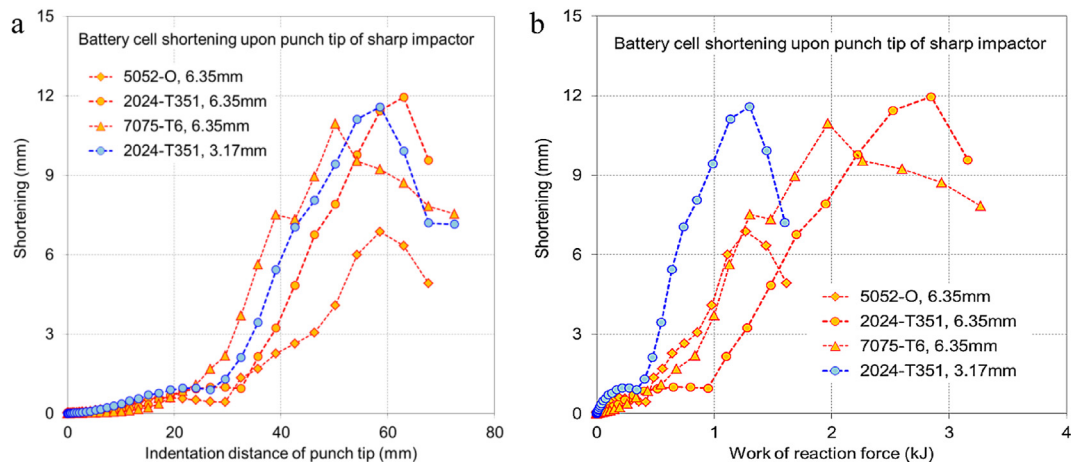 a
Battery cell shortening upon punch tip of sharp impactor
5052-O, 6.35mm
2024-T351, 6.35mm
7075-T6, 6.35mm
2024-T351, 3.17mm
Shortening (mm)
15
12
9
6
3
0
0
20
40
60
80
Indentation distance of punch tip (mm)
b
Battery cell shortening upon punch tip of sharp impactor
5052-O, 6.35mm
2024-T351, 6.35mm
7075-T6, 6.35mm
2024-T351, 3.17mm
Shortening (mm)
15
12
9
6
3
0
0
1
2
3
4
Work of reaction force (kJ)